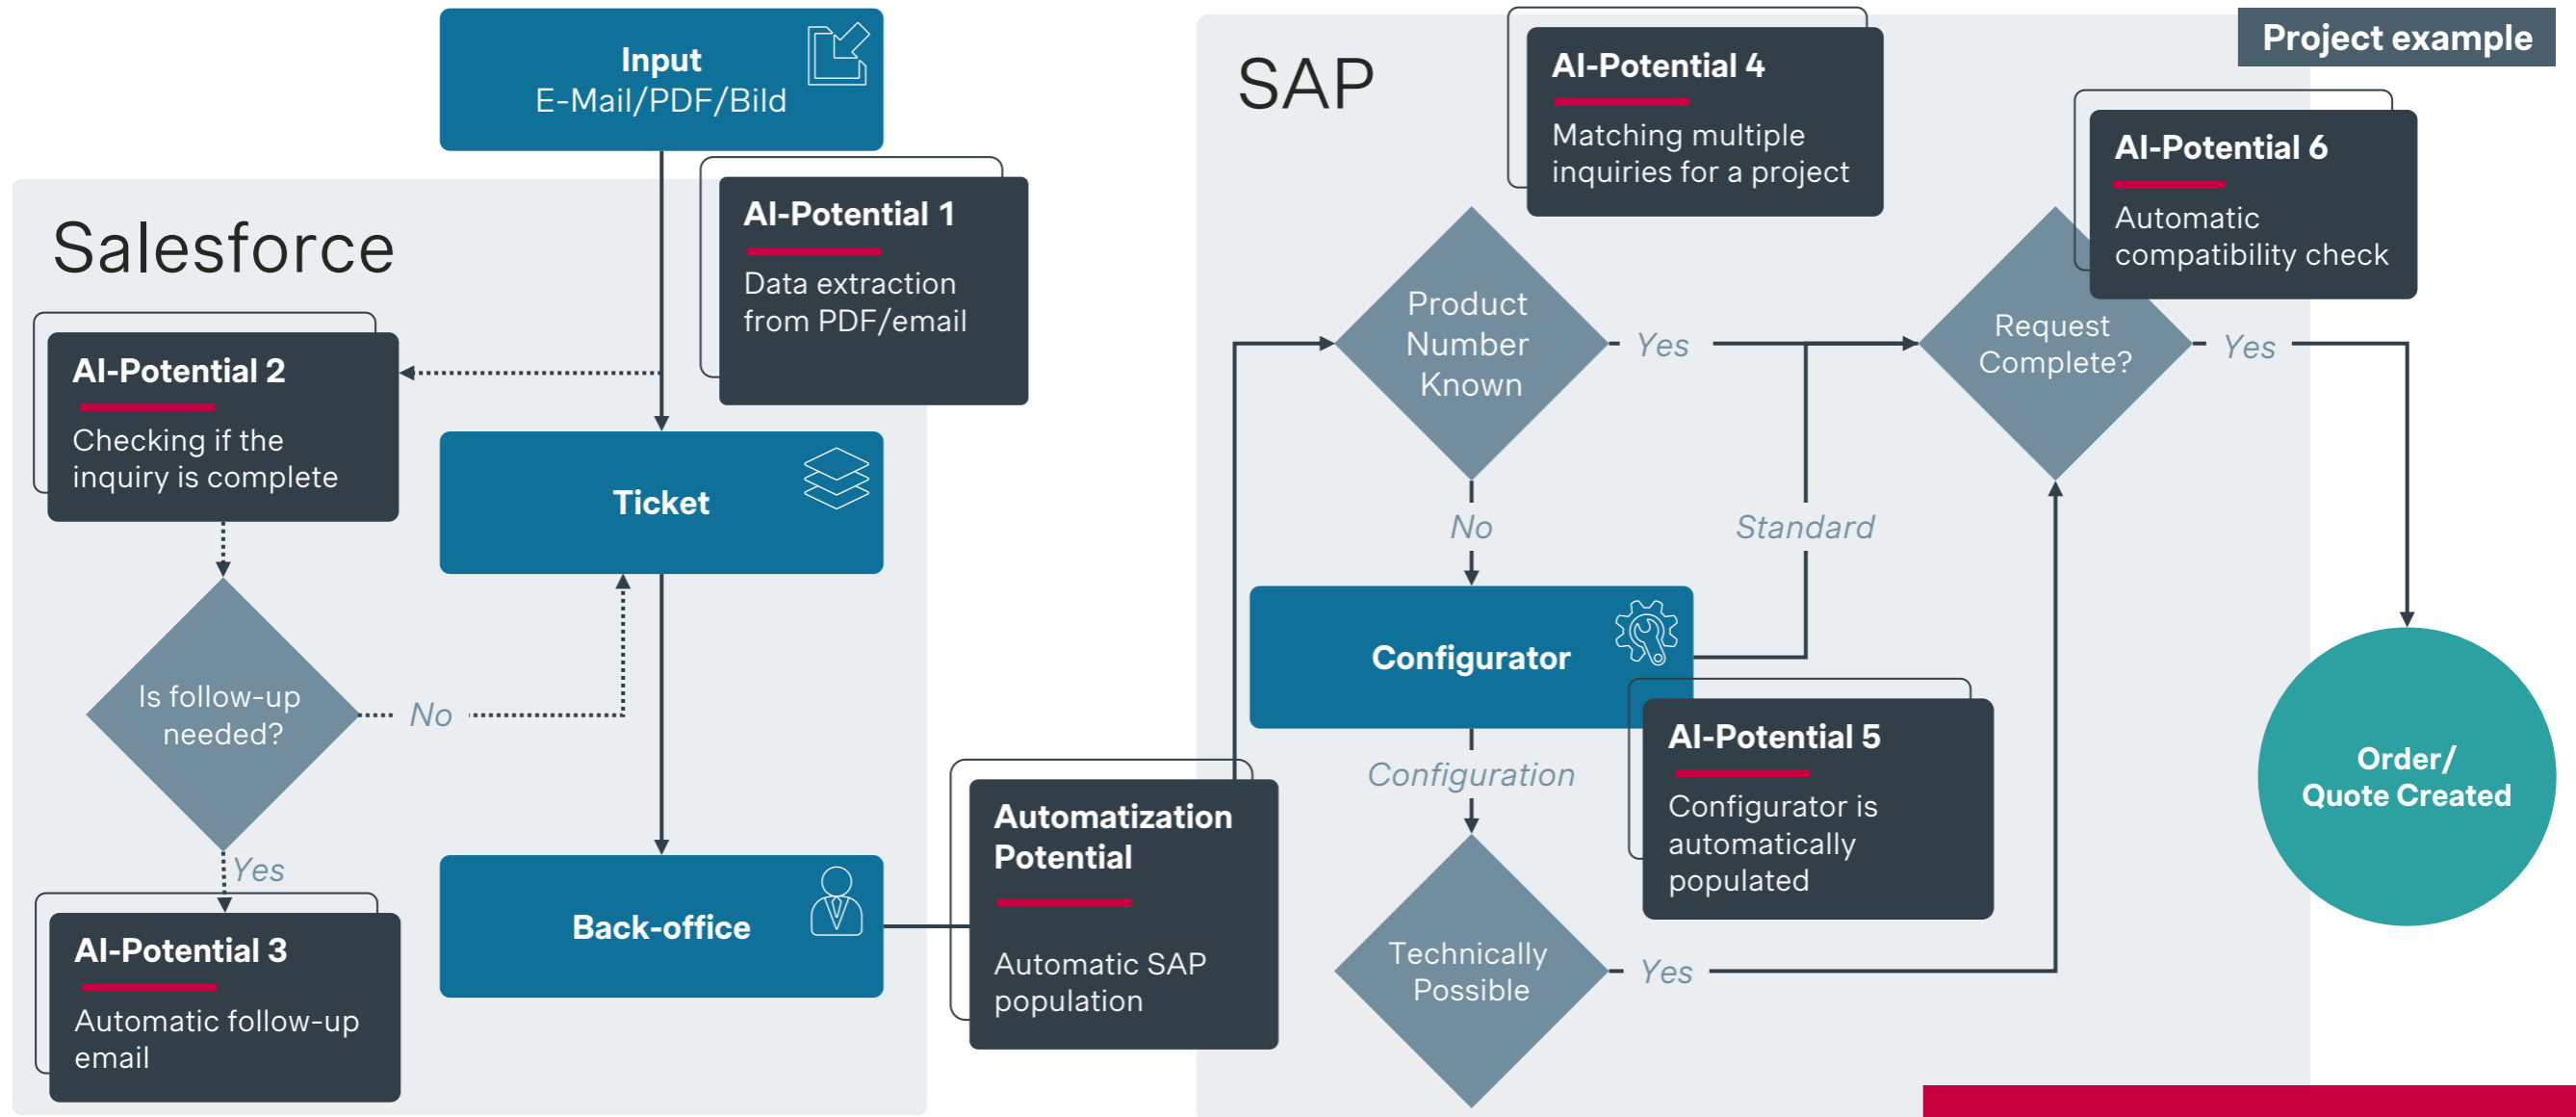 Project example
Input
E-Mail/PDF/Bild
Salesforce
AI-Potential 1
Data extraction
from PDF/email
AI-Potential 2
Checking if the
inquiry is complete
Ticket
Is follow-up
needed?
No
Yes
AI-Potential 3
Automatic follow-up
email
Back-office
Automatization
Potential
Automatic SAP
population
SAP
AI-Potential 4
Matching multiple
inquiries for a project
Product
Number
Known
Yes
No
Standard
Configurator
AI-Potential 5
Configurator is
automatically
populated
Configuration
Technically
Possible
Yes
AI-Potential 6
Automatic
compatibility check
Request
Complete?
Yes
Order/
Quote Created